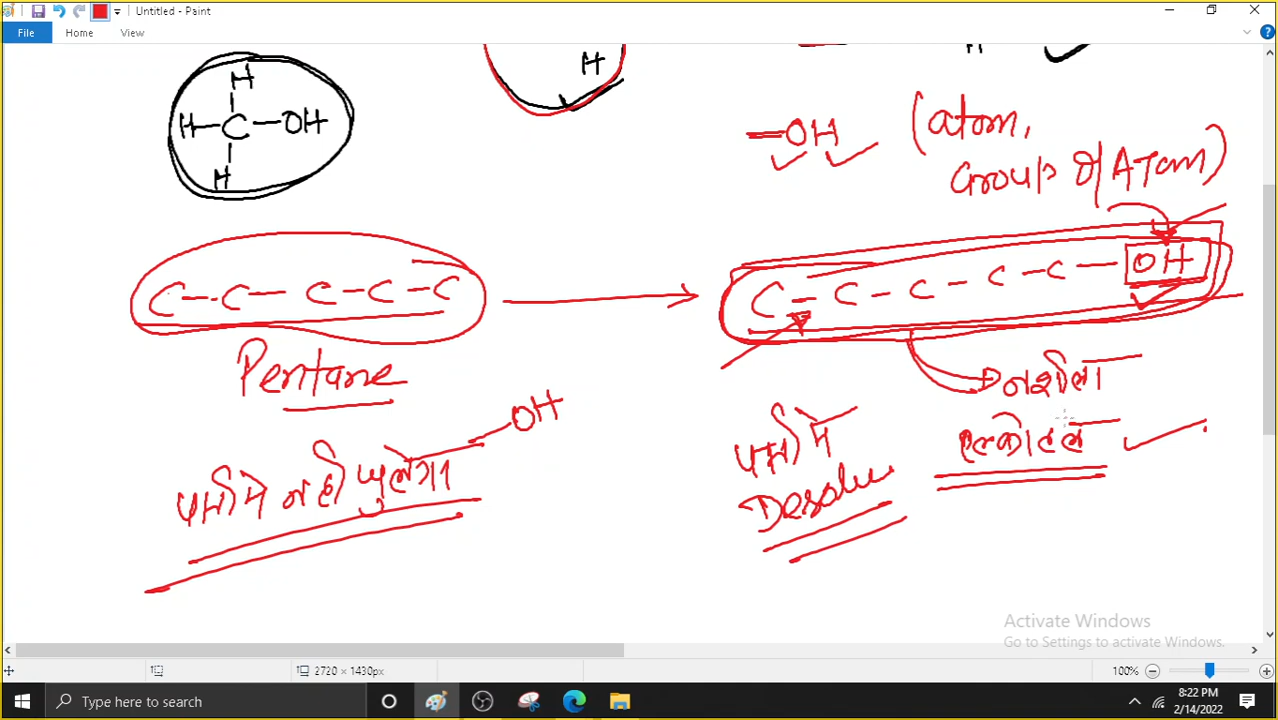 Untitled - Paint
File Home View
H
H
H
H-C-OH
H
=OH
(atom,
Group of Atom)
C-C-C-C-C
C-C-C-C-C-OH
Pentane
नशीला
OH
पानी में
एल्कोहल
पानी में नही घुलेगा
Desolve
Activate Windows
Go to Settings to activate Windows.
2720 × 1430px
100%
Type here to search
8:22 PM
2/14/2022